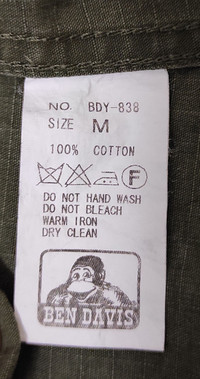 NO. BDY-838
SIZE M
100% COTTON
F
DO NOT HAND WASH
DO NOT BLEACH
WARM IRON
DRY CLEAN
BEN DAVIS